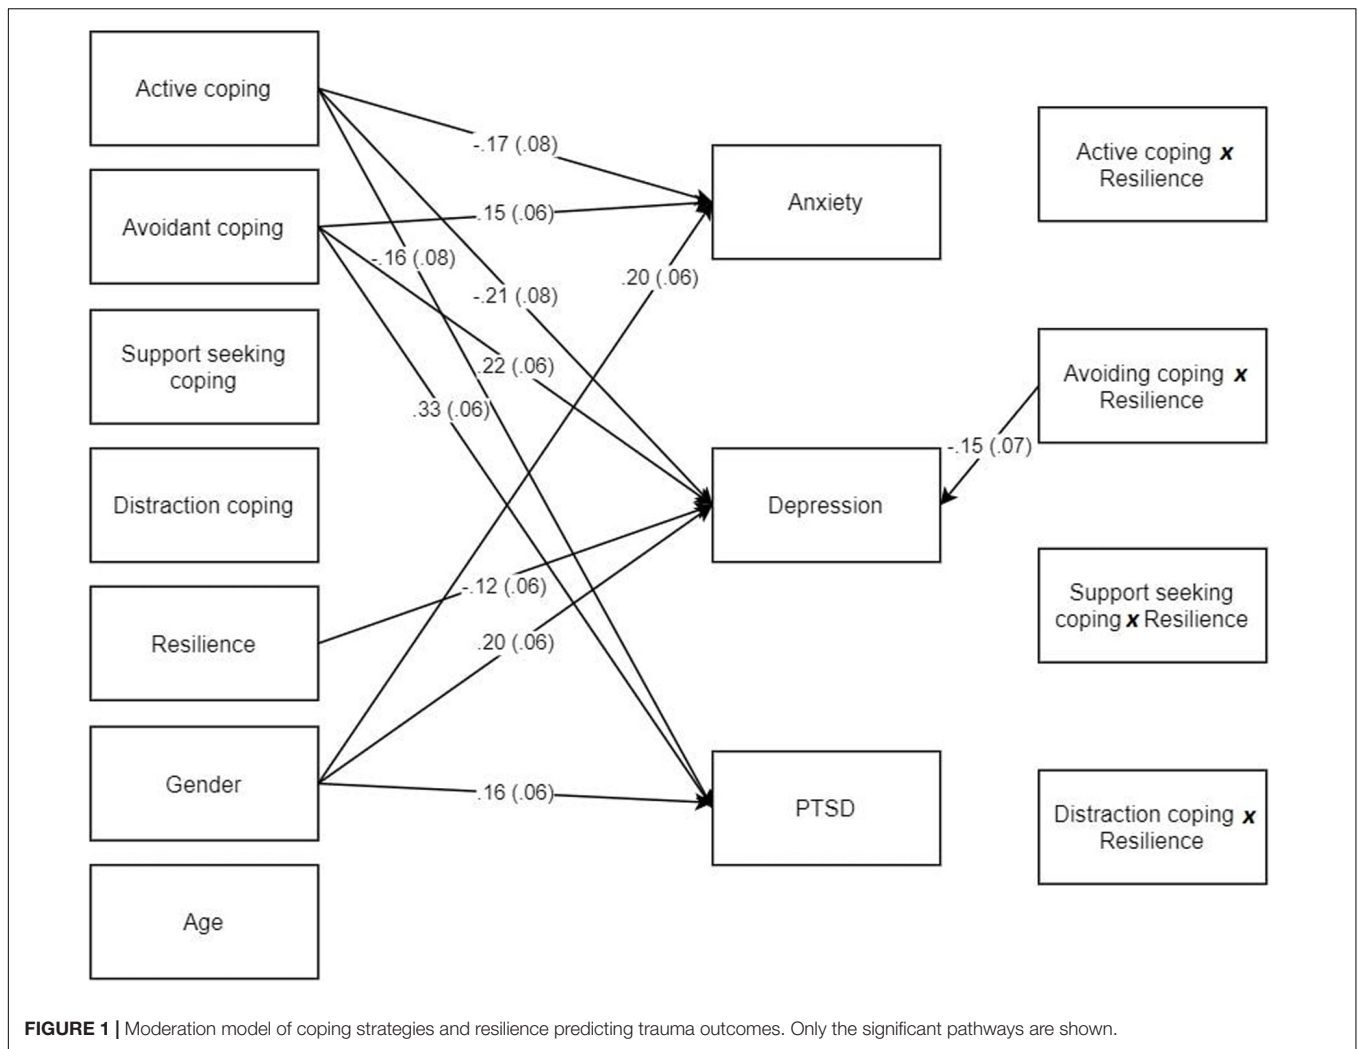 Active coping
Avoidant coping
Support seeking
coping
Distraction coping
Resilience
Gender
Age
-.17 (.08)
.15 (.06)
-.16 (.08)
-.21 (.08)
.20 (.06)
.22 (.06)
.33 (.06)
-.12 (.06)
.20 (.06)
.16 (.06)
Anxiety
Depression
PTSD
-.15 (.07)
Active coping x
Resilience
Avoiding coping x
Resilience
Support seeking
coping x Resilience
Distraction coping x
Resilience
FIGURE 1 | Moderation model of coping strategies and resilience predicting trauma outcomes. Only the significant pathways are shown.